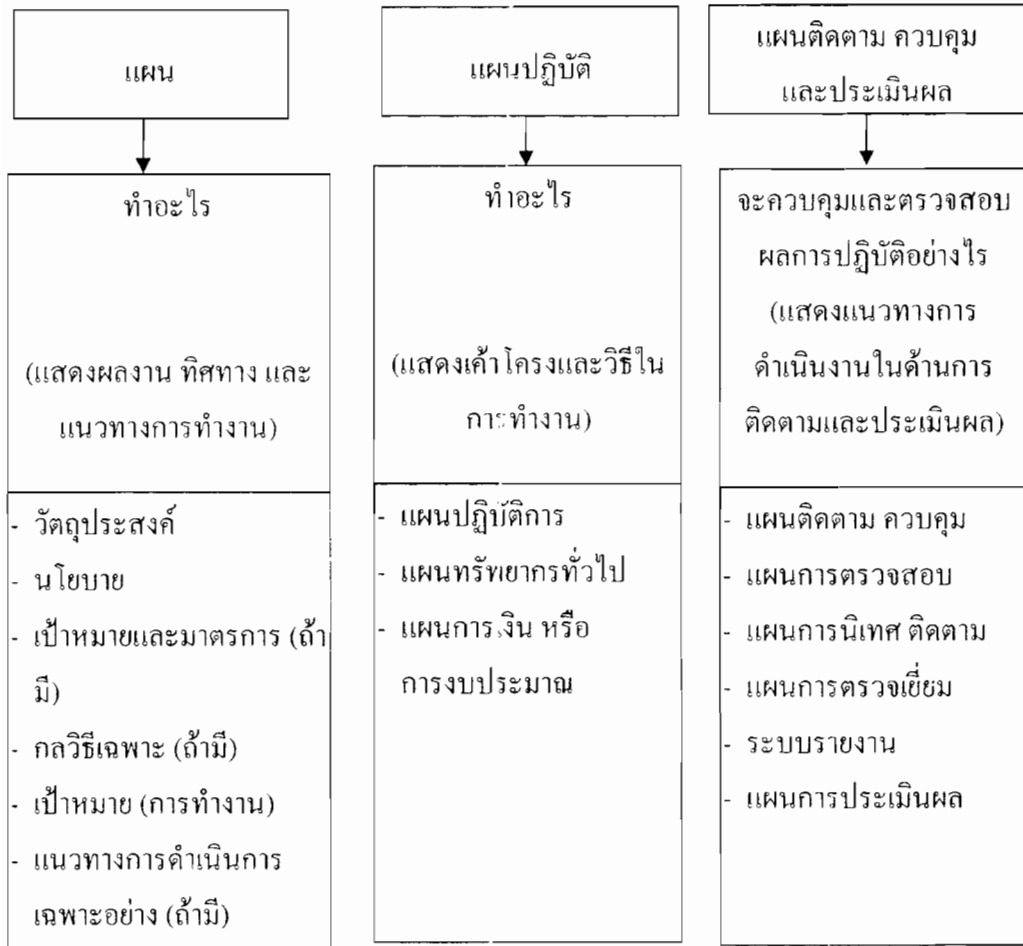 แผน
ทำอะไร
(แสดงผลงาน ทิศทาง และ
แนวทางการทำงาน)
- วัตถุประสงค์
- นโยบาย
- เป้าหมายและมาตรการ (ถ้า
มี)
- กลวิธีเฉพาะ (ถ้ามี)
- เป้าหมาย (การทำงาน)
- แนวทางการดำเนินการ
เฉพาะอย่าง (ถ้ามี)
แผนปฏิบัติ
ทำอะไร
(แสดงเค้าโครงและวิธีใน
การทำงาน)
- แผนปฏิบัติการ
- แผนทรัพยากรทั่วไป
- แผนการเงิน หรือ
การงบประมาณ
แผนติดตาม ควบคุม
และประเมินผล
จะควบคุมและตรวจสอบ
ผลการปฏิบัติอย่างไร
(แสดงแนวทางการ
ดำเนินงานในด้านการ
ติดตามและประเมินผล)
- แผนติดตาม ควบคุม
- แผนการตรวจสอบ
- แผนการนิเทศ ติดตาม
- แผนการตรวจเยี่ยม
- ระบบรายงาน
- แผนการประเมินผล